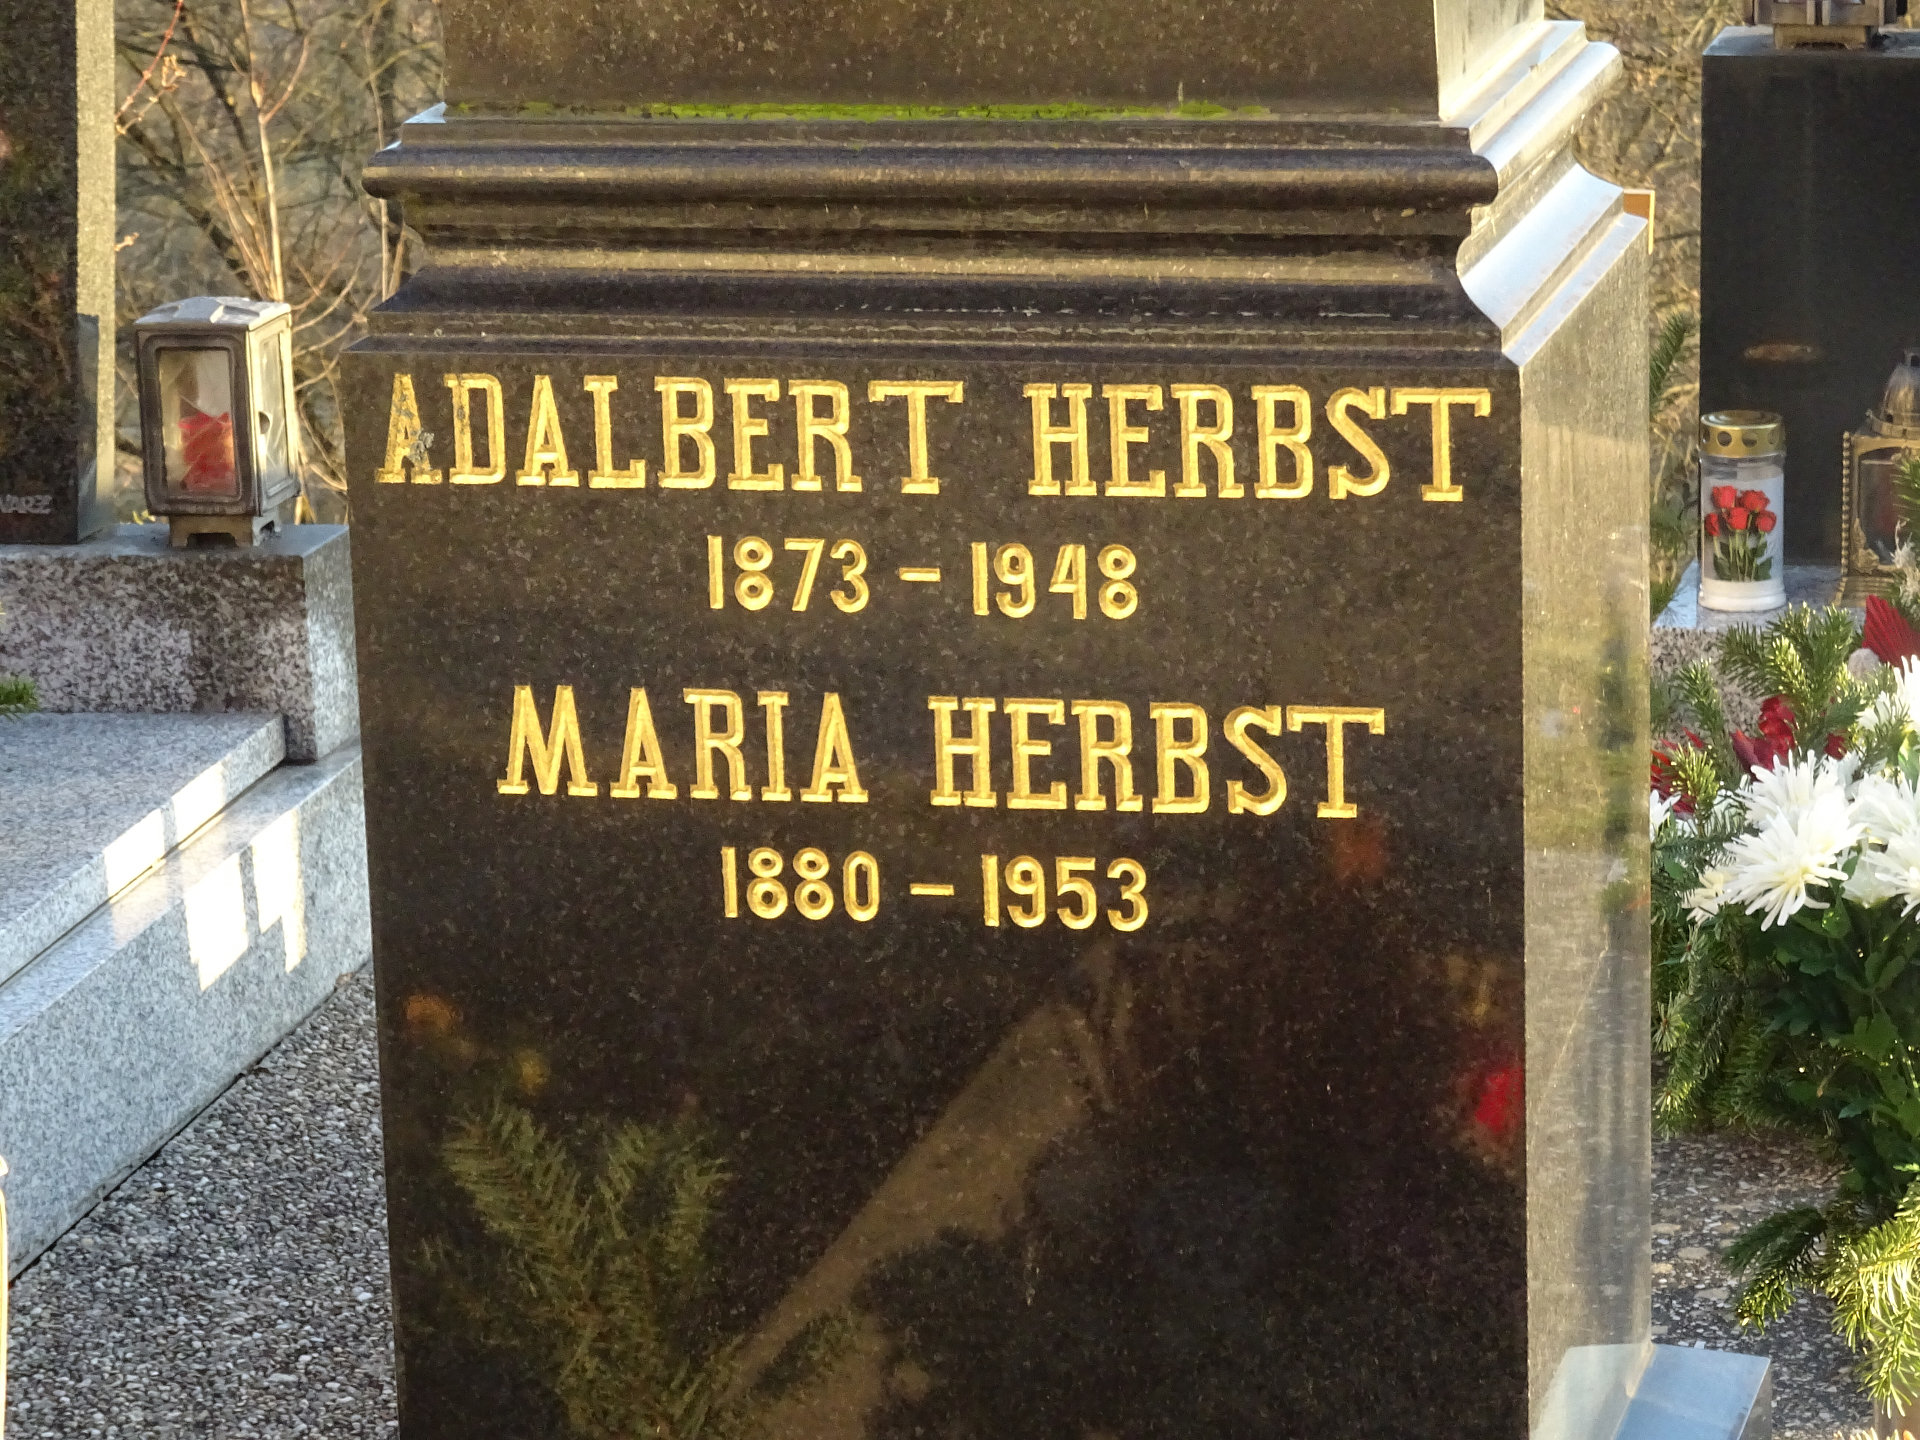 ADALBERT HERBST
1873 – 1948
MARIA HERBST
1880 – 1953